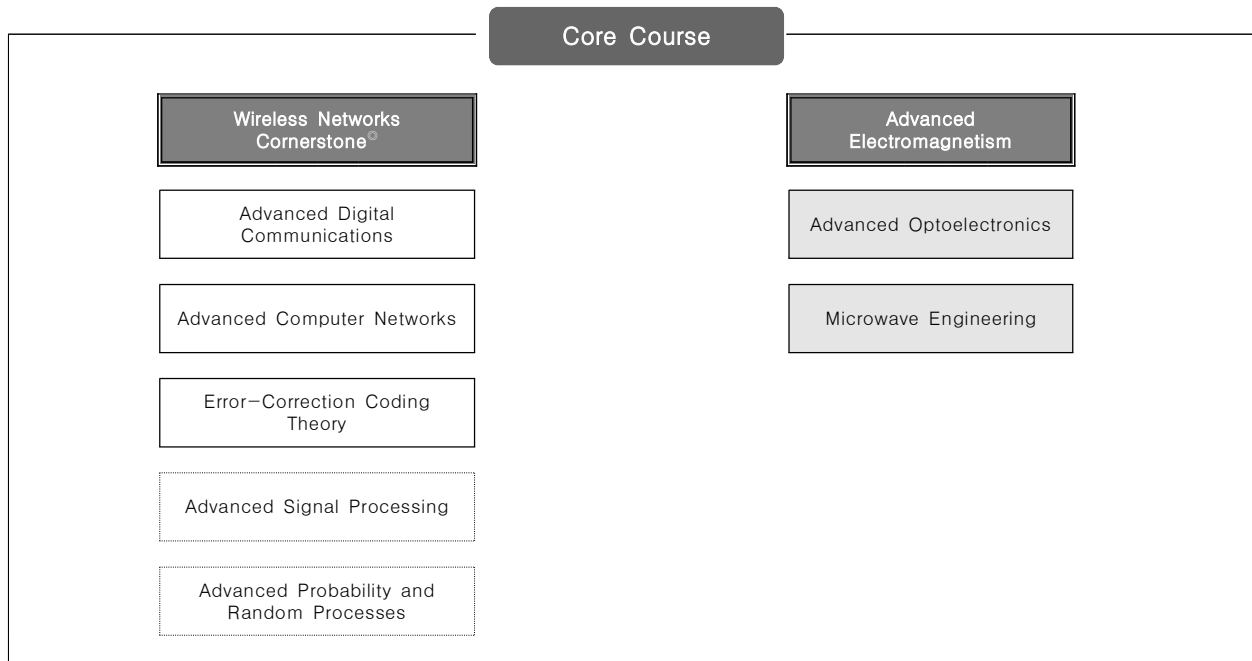 Core Course
Wireless Networks
Cornerstone◎
Advanced
Electromagnetism
Advanced Digital
Communications
Advanced Optoelectronics
Advanced Computer Networks
Microwave Engineering
Error-Correction Coding
Theory
Advanced Signal Processing
Advanced Probability and
Random Processes